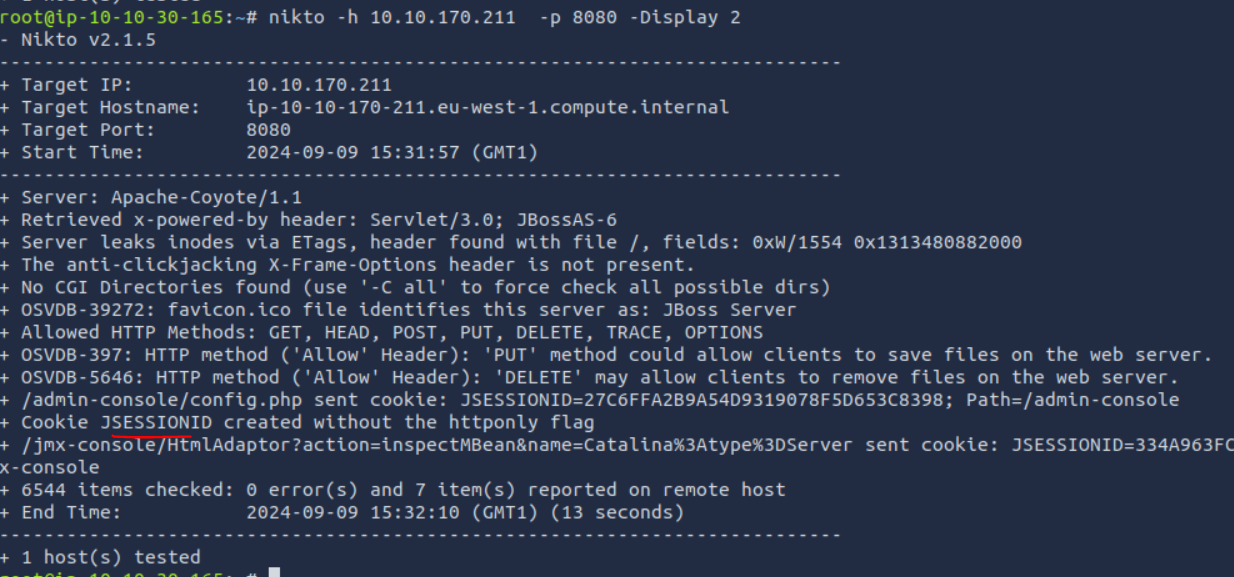 root@ip-10-10-30-165:~# nikto -h 10.10.170.211  -p 8080 -Display 2
- Nikto v2.1.5
---------------------------------------------------------------------------
+ Target IP:          10.10.170.211
+ Target Hostname:    ip-10-10-170-211.eu-west-1.compute.internal
+ Target Port:        8080
+ Start Time:         2024-09-09 15:31:57 (GMT1)
---------------------------------------------------------------------------
+ Server: Apache-Coyote/1.1
+ Retrieved x-powered-by header: Servlet/3.0; JBossAS-6
+ Server leaks inodes via ETags, header found with file /, fields: 0xW/1554 0x1313480882000
+ The anti-clickjacking X-Frame-Options header is not present.
+ No CGI Directories found (use '-C all' to force check all possible dirs)
+ OSVDB-39272: favicon.ico file identifies this server as: JBoss Server
+ Allowed HTTP Methods: GET, HEAD, POST, PUT, DELETE, TRACE, OPTIONS
+ OSVDB-397: HTTP method ('Allow' Header): 'PUT' method could allow clients to save files on the web server.
+ OSVDB-5646: HTTP method ('Allow' Header): 'DELETE' may allow clients to remove files on the web server.
+ /admin-console/config.php sent cookie: JSESSIONID=27C6FFA2B9A54D9319078F5D653C8398; Path=/admin-console
+ Cookie JSESSIONID created without the httponly flag
+ /jmx-console/HtmlAdaptor?action=inspectMBean&name=Catalina%3Atype%3DServer sent cookie: JSESSIONID=334A963FC
x-console
+ 6544 items checked: 0 error(s) and 7 item(s) reported on remote host
+ End Time:           2024-09-09 15:32:10 (GMT1) (13 seconds)
---------------------------------------------------------------------------
+ 1 host(s) tested
root@ip-10-10-30-165:~#